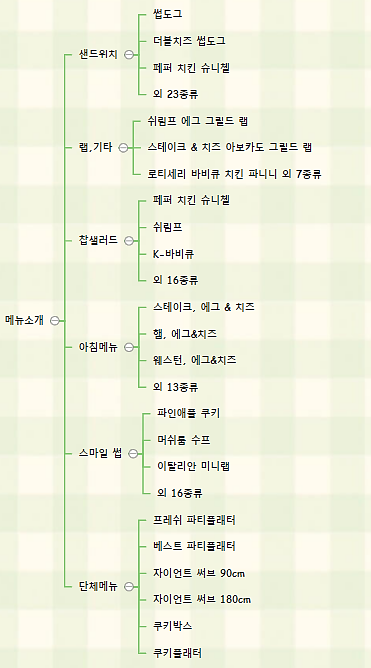 메뉴소개
샌드위치
썹도그
더블치즈 썹도그
페퍼 치킨 슈니첼
외 23종류
랩,기타
쉬림프 에그 그릴드 랩
스테이크 & 치즈 아보카도 그릴드 랩
로티세리 바비큐 치킨 파니니 외 7종류
찹샐러드
페퍼 치킨 슈니첼
쉬림프
K-바비큐
외 16종류
아침메뉴
스테이크, 에그 & 치즈
햄, 에그&치즈
웨스턴, 에그&치즈
외 13종류
스마일 썹
파인애플 쿠키
머쉬룸 수프
이탈리안 미니랩
외 16종류
단체메뉴
프레쉬 파티플래터
베스트 파티플래터
자이언트 써브 90cm
자이언트 써브 180cm
쿠키박스
쿠키플래터